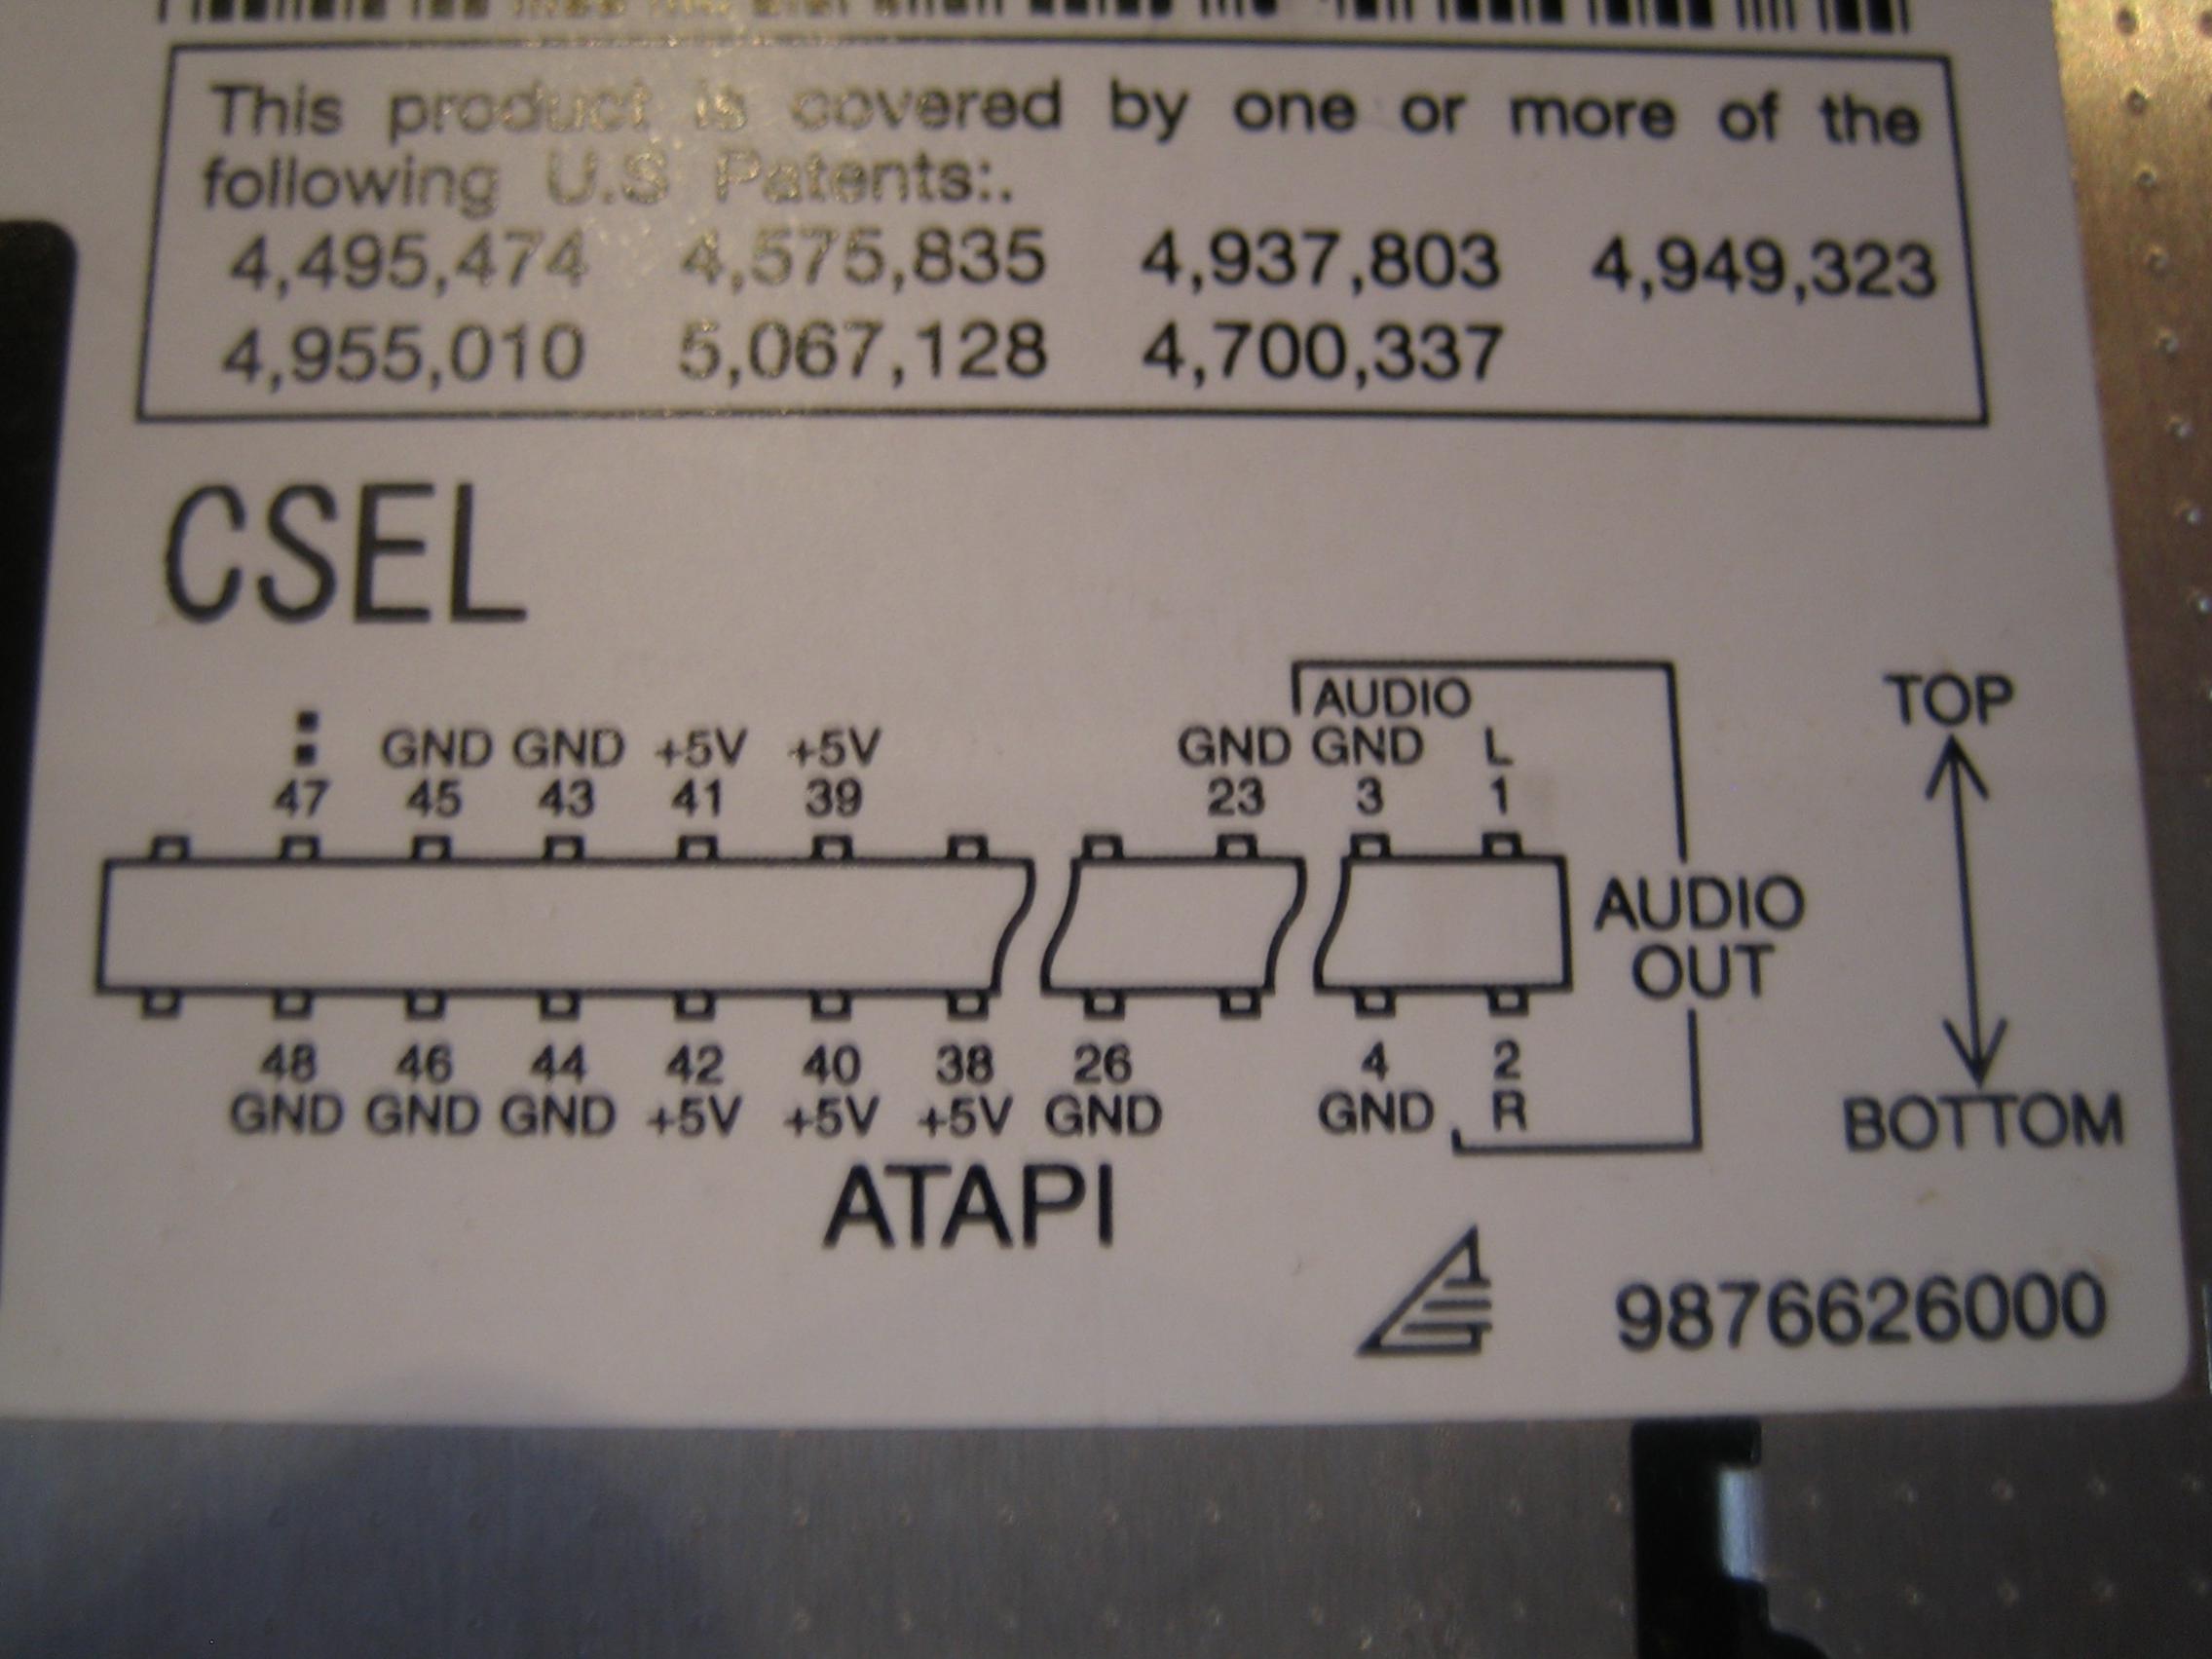 This product is covered by one or more of the
following U.S Patents:.
4,495,474 4,575,835 4,937,803 4,949,323
4,955,010 5,067,128 4,700,337
CSEL
AUDIO
GND GND +5V +5V GND GND L
47 45 43 41 39 23 3 1
TOP
AUDIO
OUT
48 46 44 42 40 38 26 4 2
GND GND GND +5V +5V +5V GND GND R
BOTTOM
ATAPI
9876626000